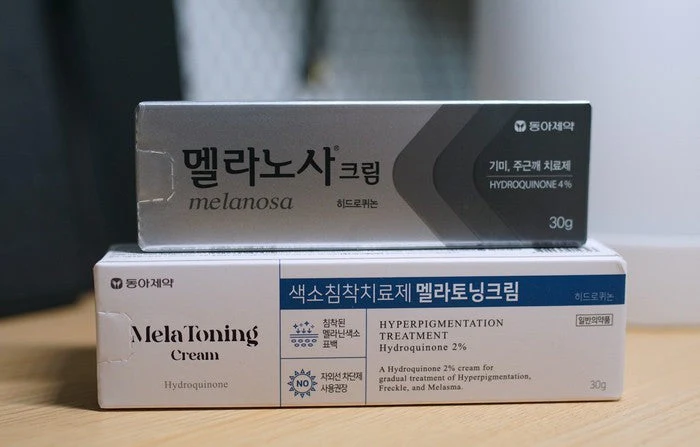 동아제약
멜라노사® 크림
기미, 주근깨 치료제
HYDROQUINONE 4%
melanosa
히드로퀴논
30g
동아제약
색소침착치료제 멜라토닝크림
히드로퀴논
MelaToning
Cream
Hydroquinone
침착된
멜라닌색소
표백
NO
자외선 차단제
사용권장
HYPERPIGMENTATION
TREATMENT
Hydroquinone 2%
일반의약품
A Hydroquinone 2% cream for
gradual treatment of Hyperpigmentation,
Freckle, and Melasma.
30g